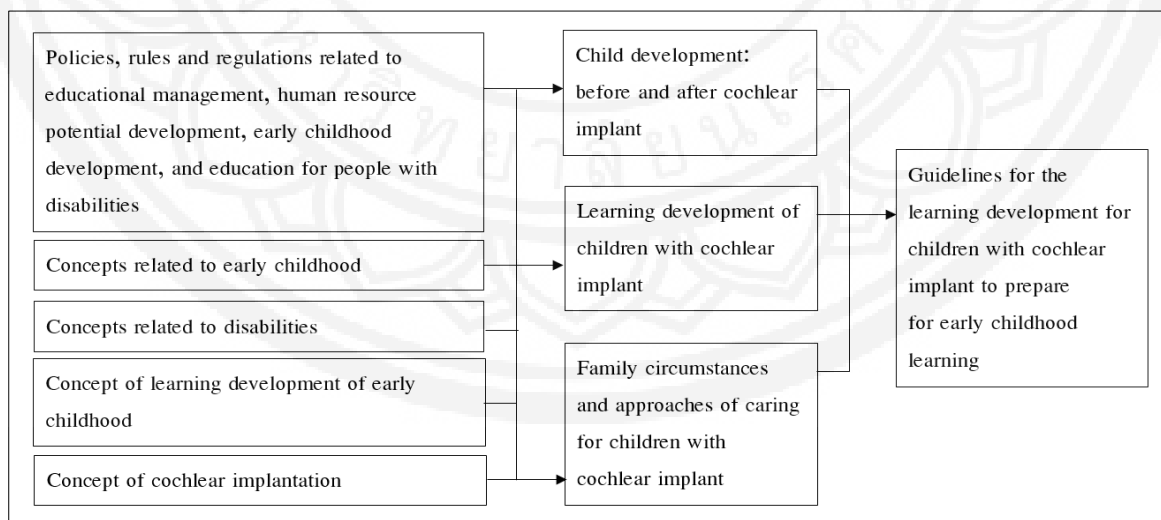 Policies, rules and regulations related to
educational management, human resource
potential development, early childhood
development, and education for people with
disabilities
Concepts related to early childhood
Concepts related to disabilities
Concept of learning development of early
childhood
Concept of cochlear implantation
Child development:
before and after cochlear
implant
Learning development of
children with cochlear
implant
Family circumstances
and approaches of caring
for children with
cochlear implant
Guidelines for the
learning development for
children with cochlear
implant to prepare
for early childhood
learning